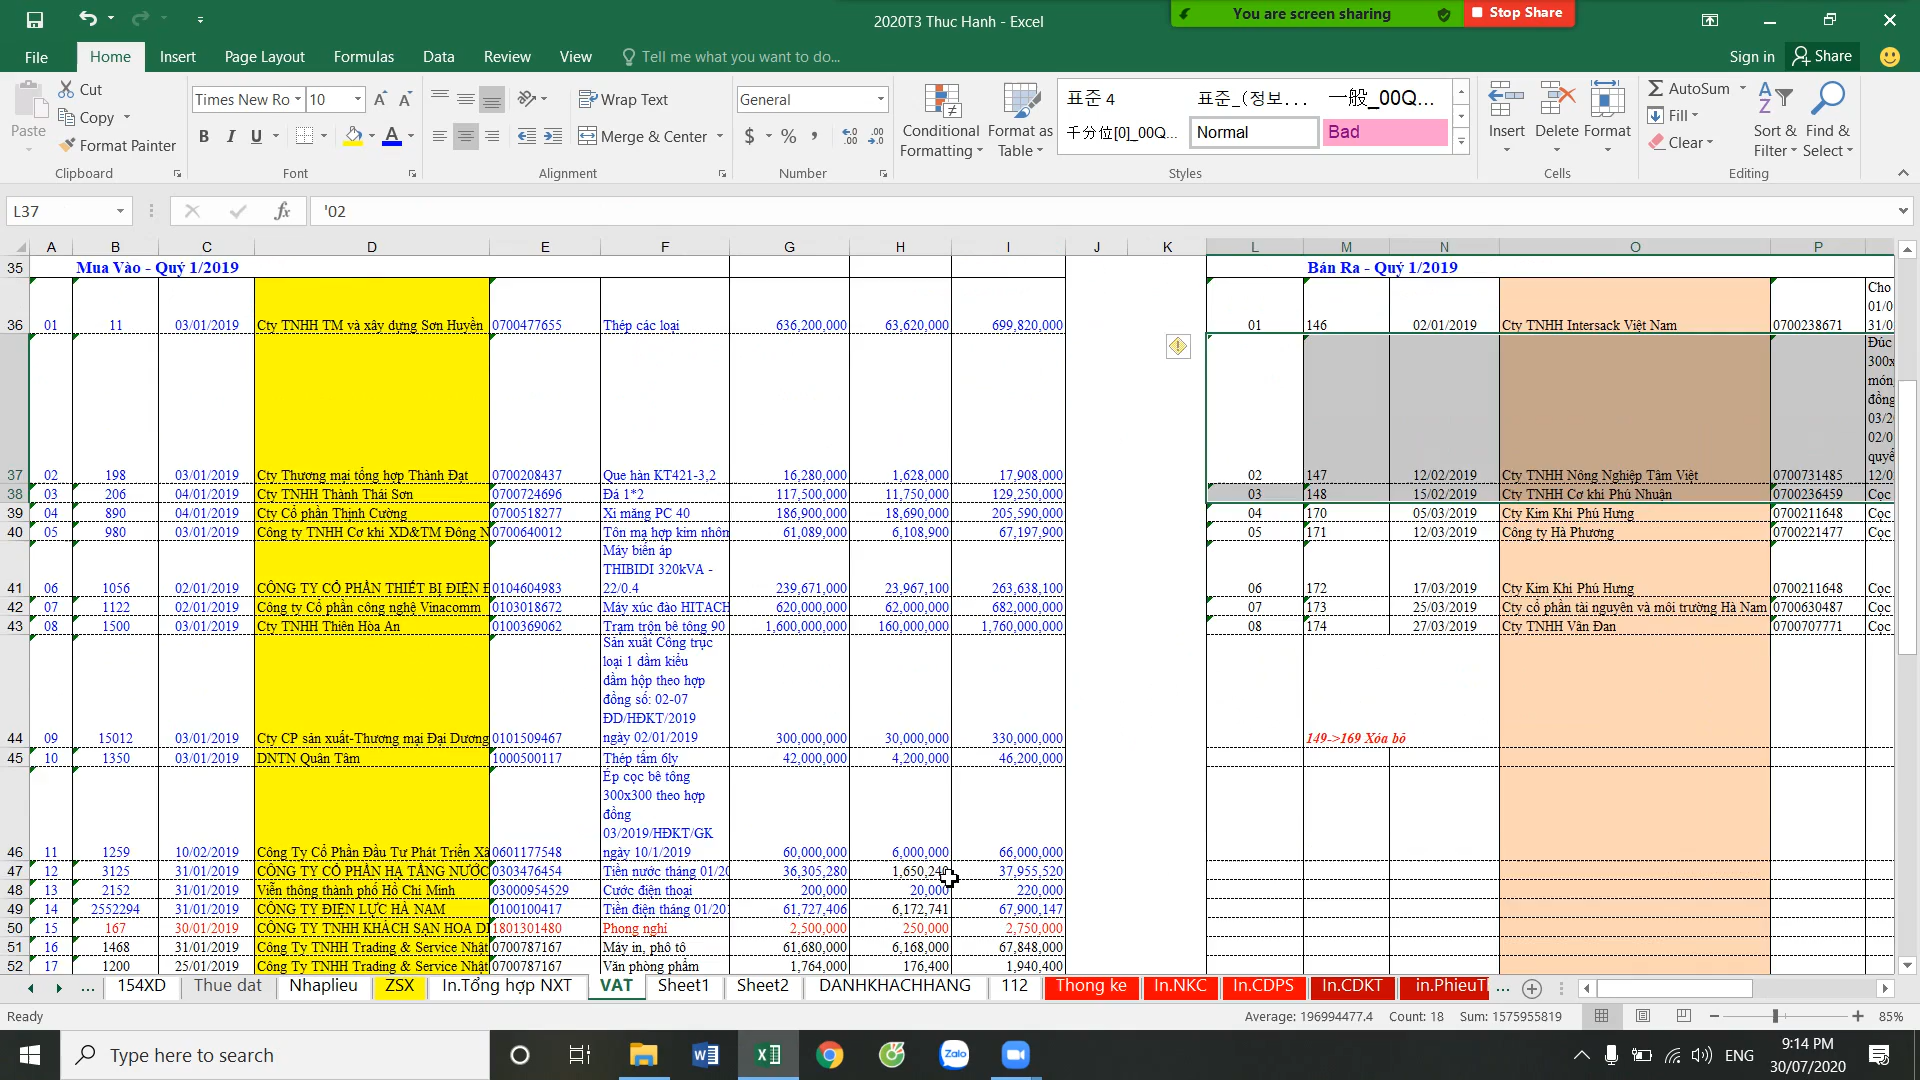 2020T3 Thuc Hanh - Excel
You are screen sharing
Stop Share
File Home Insert Page Layout Formulas Data Review View Tell me what you want to do...
Sign in Share
Paste Cut Copy Format Painter
Times New Ro 10
Wrap Text
Merge & Center
General
Conditional Formatting
Format as Table
표준 4 표준_(정보... 一般_00Q...
千分位[0]_00Q... Normal Bad
Insert Delete Format
AutoSum
Fill
Clear
Sort & Filter
Find & Select
Clipboard Font Alignment Number Styles Cells Editing
L37 '02
A B C D E F G H I J K L M N O P
35 Mua Vào - Quý 1/2019 Bán Ra - Quý 1/2019
Cho
01/0
36 01 11 03/01/2019 Cty TNHH TM và xây dựng Sơn Huyền 0700477655 Thép các loại 636,200,000 63,620,000 699,820,000 01 146 02/01/2019 Cty TNHH Intersack Việt Nam 0700238671 31/0
Đúc
300x
món
đồng
03/2
02/0
quyế
37 02 198 03/01/2019 Cty Thương mại tổng hợp Thành Đạt 0700208437 Que hàn KT421-3,2 16,280,000 1,628,000 17,908,000 02 147 12/02/2019 Cty TNHH Nông Nghiệp Tâm Việt 0700731485 12/0
38 03 206 04/01/2019 Cty TNHH Thành Thái Sơn 0700724696 Đá 1*2 117,500,000 11,750,000 129,250,000 03 148 15/02/2019 Cty TNHH Cơ khí Phú Nhuận 0700236459 Cọc
39 04 890 04/01/2019 Cty Cổ phần Thịnh Cường 0700518277 Xi măng PC 40 186,900,000 18,690,000 205,590,000 04 170 05/03/2019 Cty Kim Khí Phú Hưng 0700211648 Cọc
40 05 980 03/01/2019 Công ty TNHH Cơ khí XD&TM Đông N 0700640012 Tôn mạ hợp kim nhôm 61,089,000 6,108,900 67,197,900 05 171 12/03/2019 Công ty Hà Phương 0700221477 Cọc
Máy biến áp
THIBIDI 320kVA -
41 06 1056 02/01/2019 CÔNG TY CỔ PHẦN THIẾT BỊ ĐIỆN Đ 0104604983 22/0.4 239,671,000 23,967,100 263,638,100 06 172 17/03/2019 Cty Kim Khí Phú Hưng 0700211648 Cọc
42 07 1122 02/01/2019 Công ty Cổ phần công nghệ Vinacomm 0103018672 Máy xúc đào HITACH 620,000,000 62,000,000 682,000,000 07 173 25/03/2019 Cty cổ phần tài nguyên và môi trường Hà Nam 0700630487 Cọc
43 08 1500 03/01/2019 Cty TNHH Thiên Hòa An 0100369062 Trạm trộn bê tông 90 1,600,000,000 160,000,000 1,760,000,000 08 174 27/03/2019 Cty TNHH Vân Đan 0700707771 Cọc
Sản xuất Công trục
loại 1 dầm kiểu
dầm hộp theo hợp
đồng số: 02-07
ĐD/HĐKT/2019
44 09 15012 03/01/2019 Cty CP sản xuất-Thương mại Đại Dương 0101509467 ngày 02/01/2019 300,000,000 30,000,000 330,000,000 149->169 Xóa bỏ
45 10 1350 03/01/2019 DNTN Quân Tâm 1000500117 Thép tấm 6ly 42,000,000 4,200,000 46,200,000
Ép cọc bê tông
300x300 theo hợp
đồng
03/2019/HĐKT/GK
46 11 1259 10/02/2019 Công Ty Cổ Phần Đầu Tư Phát Triển Xâ 0601177548 ngày 10/1/2019 60,000,000 6,000,000 66,000,000
47 12 3125 31/01/2019 CÔNG TY CỔ PHẦN HẠ TẦNG NƯỚC 0303476454 Tiền nước tháng 01/20 36,305,280 1,650,240 37,955,520
48 13 2152 31/01/2019 Viễn thông thành phố Hồ Chí Minh 03000954529 Cước điện thoại 200,000 20,000 220,000
49 14 2552294 31/01/2019 CÔNG TY ĐIỆN LỰC HÀ NAM 0100100417 Tiền điện tháng 01/201 61,727,406 6,172,741 67,900,147
50 15 167 30/01/2019 CÔNG TY TNHH KHÁCH SẠN HOA DI 1801301480 Phòng nghỉ 2,500,000 250,000 2,750,000
51 16 1468 31/01/2019 Công Ty TNHH Trading & Service Nhật 0700787167 Máy in, phô tô 61,680,000 6,168,000 67,848,000
52 17 1200 25/01/2019 Công Ty TNHH Trading & Service Nhật 0700787167 Văn phòng phẩm 1,764,000 176,400 1,940,400
... 154XD Thue dat Nhaplieu ZSX In.Tổng hợp NXT VAT Sheet1 Sheet2 DANHKHACHHANG 112 Thong ke In.NKC In.CDPS In.CDKT in.PhieuT ...
Ready Average: 196994477.4 Count: 18 Sum: 1575955819 85%
Type here to search
Zalo
ENG
9:14 PM
30/07/2020